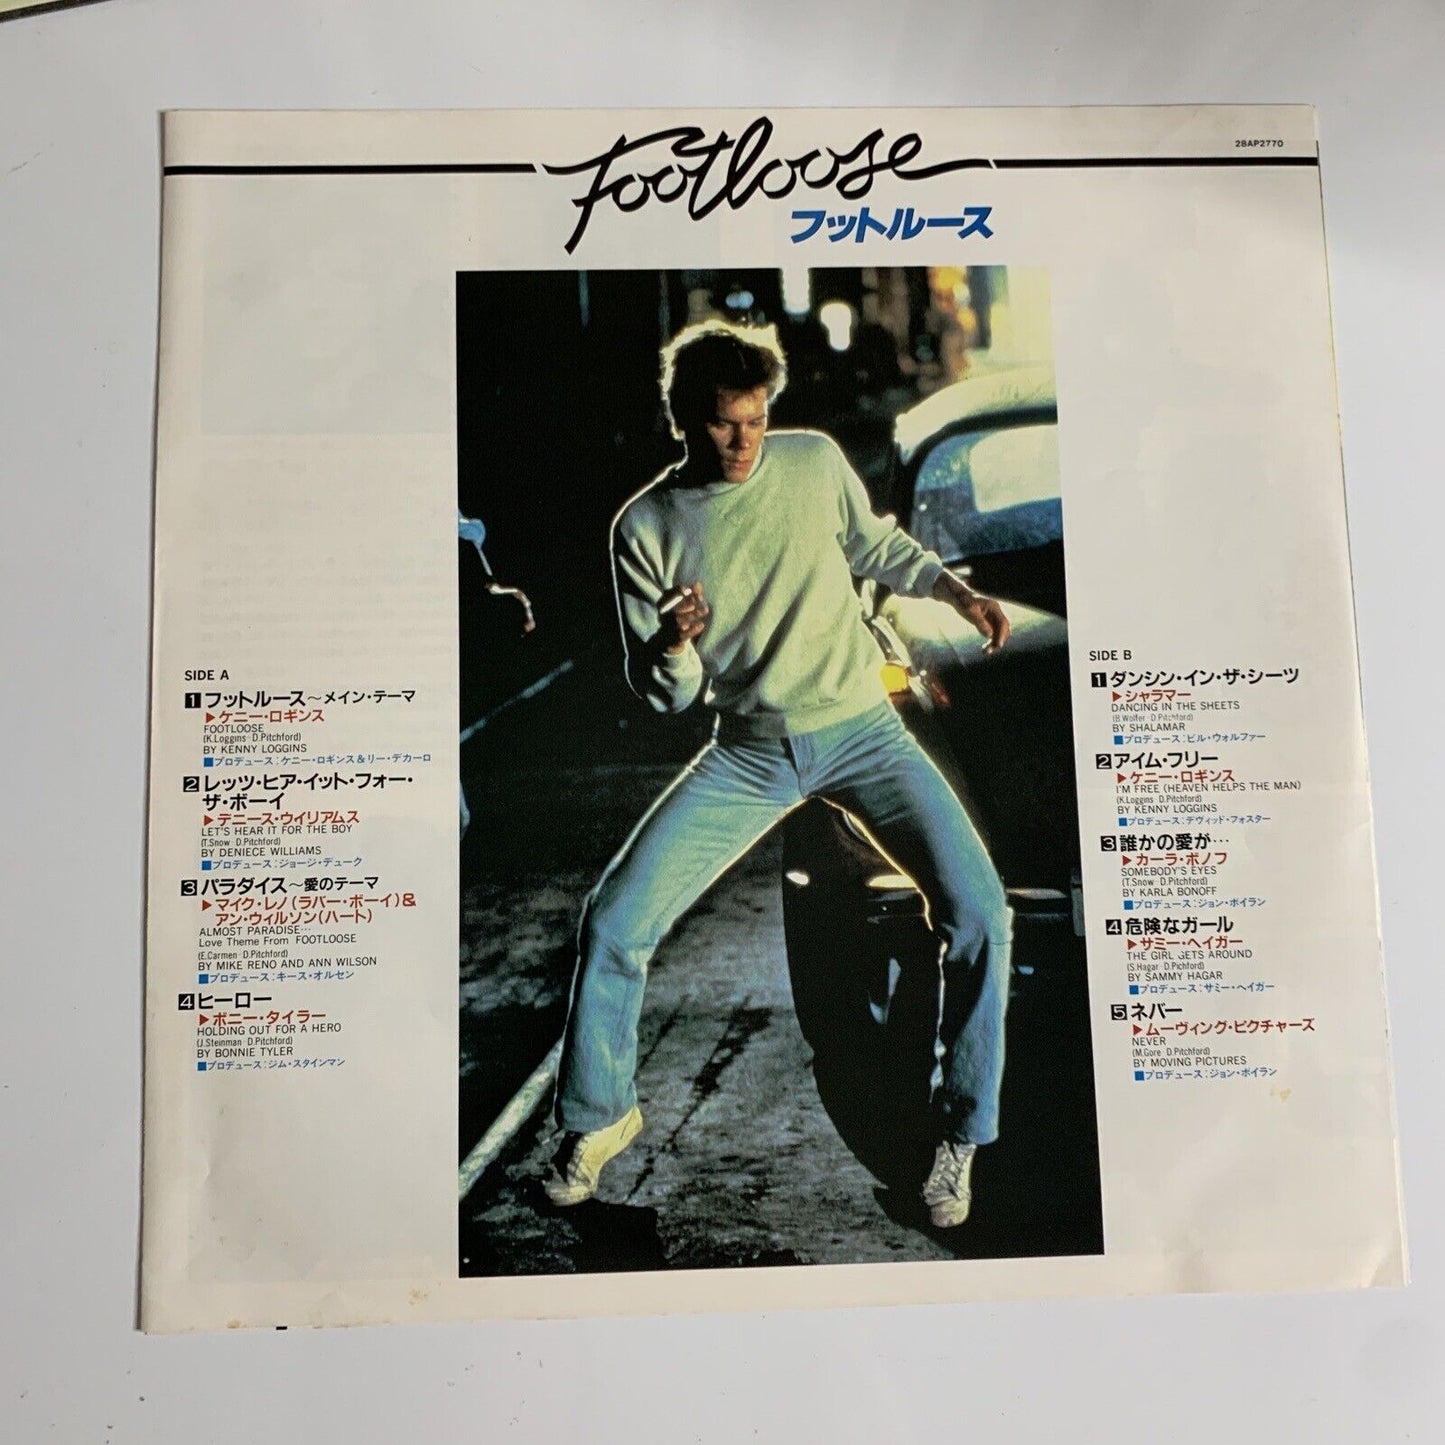 28AP2770
Footloose
フットルース
SIDE A
1 フットルース～メイン・テーマ
▶ケニー・ロギンス
FOOTLOOSE
(K.Loggins・D.Pitchford)
BY KENNY LOGGINS
■プロデュース：ケニー・ロギンス＆リー・デカーロ
2 レッツ・ヒア・イット・フォー・
ザ・ボーイ
▶デニース・ウイリアムス
LET'S HEAR IT FOR THE BOY
(T.Snow・D.Pitchford)
BY DENIECE WILLIAMS
■プロデュース：ジョージ・デューク
3 パラダイス～愛のテーマ
▶マイク・レノ(ラバー・ボーイ)&
アン・ウィルソン(ハート)
ALMOST PARADISE…
Love Theme From FOOTLOOSE
(E.Carmen・D.Pitchford)
BY MIKE RENO AND ANN WILSON
■プロデュース：キース・オルセン
4 ヒーロー
▶ボニー・タイラー
HOLDING OUT FOR A HERO
(J.Steinman・D.Pitchford)
BY BONNIE TYLER
■プロデュース：ジム・スタインマン
SIDE B
1 ダンシン・イン・ザ・シーツ
▶シャラマー
DANCING IN THE SHEETS
(B.Wolfer・D.Pitchford)
BY SHALAMAR
■プロデュース：ビル・ウォルファー
2 アイム・フリー
▶ケニー・ロギンス
I'M FREE (HEAVEN HELPS THE MAN)
(K.Loggins・D.Pitchford)
BY KENNY LOGGINS
■プロデュース：デヴィッド・フォスター
3 誰かの愛が…
▶カーラ・ボノフ
SOMEBODY'S EYES
(T.Snow・D.Pitchford)
BY KARLA BONOFF
■プロデュース：ジョン・ボイラン
4 危険なガール
▶サミー・ヘイガー
THE GIRL GETS AROUND
(S.Hagar・D.Pichford)
BY SAMMY HAGAR
■プロデュース：サミー・ヘイガー
5 ネバー
▶ムーヴィング・ピクチャーズ
NEVER
(M.Gore・D.Pitchford)
BY MOVING PICTURES
■プロデュース：ジョン・ボイラン